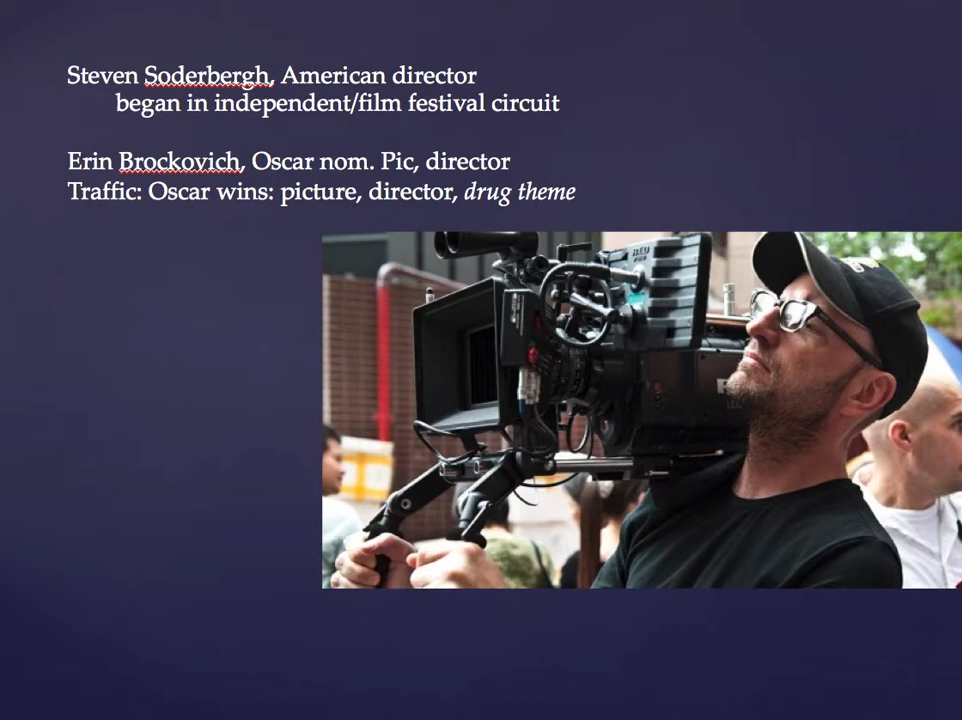 Steven Soderbergh, American director
began in independent/film festival circuit
Erin Brockovich, Oscar nom. Pic, director
Traffic: Oscar wins: picture, director, drug theme
RED